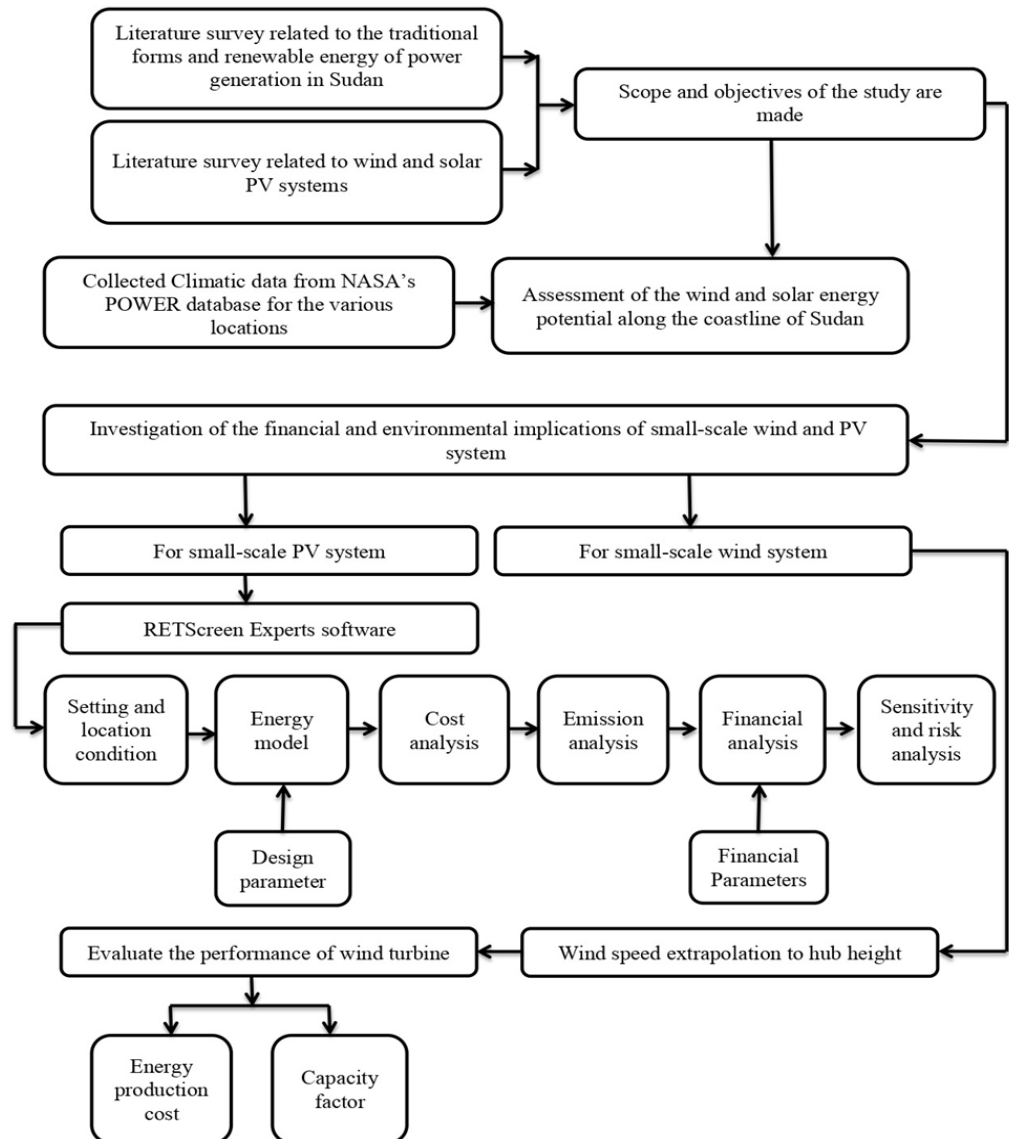 Literature survey related to the traditional
forms and renewable energy of power
generation in Sudan
Scope and objectives of the study are
made
Literature survey related to wind and solar
PV systems
Collected Climatic data from NASA's
POWER database for the various
locations
Assessment of the wind and solar energy
potential along the coastline of Sudan
Investigation of the financial and environmental implications of small-scale wind and PV
system
For small-scale PV system
For small-scale wind system
RETScreen Experts software
Setting and
location
condition
Energy
model
Cost
analysis
Emission
analysis
Financial
analysis
Sensitivity
and risk
analysis
Design
parameter
Financial
Parameters
Evaluate the performance of wind turbine
Wind speed extrapolation to hub height
Energy
production
cost
Capacity
factor